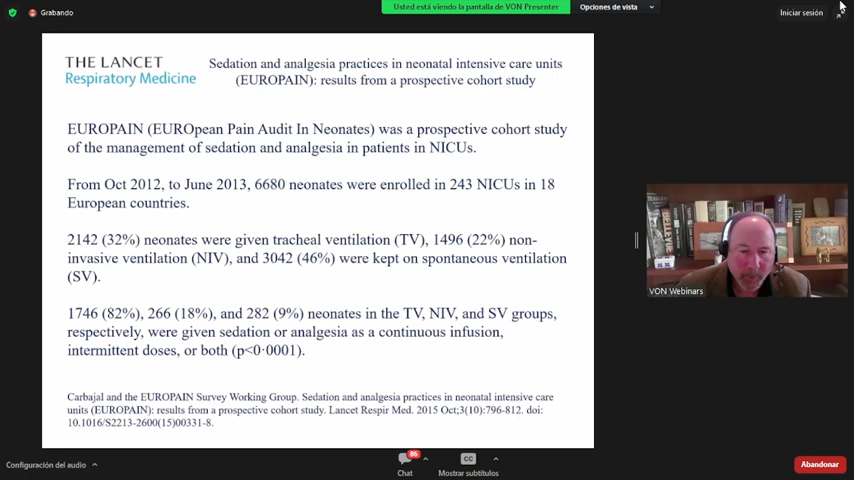 Grabando
Usted está viendo la pantalla de VON Presenter
Opciones de vista
Iniciar sesión
THE LANCET
Respiratory Medicine
Sedation and analgesia practices in neonatal intensive care units
(EUROPAIN): results from a prospective cohort study
EUROPAIN (EUROpean Pain Audit In Neonates) was a prospective cohort study
of the management of sedation and analgesia in patients in NICUs.
From Oct 2012, to June 2013, 6680 neonates were enrolled in 243 NICUs in 18
European countries.
2142 (32%) neonates were given tracheal ventilation (TV), 1496 (22%) non-
invasive ventilation (NIV), and 3042 (46%) were kept on spontaneous ventilation
(SV).
1746 (82%), 266 (18%), and 282 (9%) neonates in the TV, NIV, and SV groups,
respectively, were given sedation or analgesia as a continuous infusion,
intermittent doses, or both (p<0·0001).
Carbajal and the EUROPAIN Survey Working Group. Sedation and analgesia practices in neonatal intensive care
units (EUROPAIN): results from a prospective cohort study. Lancet Respir Med. 2015 Oct;3(10):796-812. doi:
10.1016/S2213-2600(15)00331-8.
VON Webinars
Configuración del audio
86
Chat
CC
Mostrar subtítulos
Abandonar